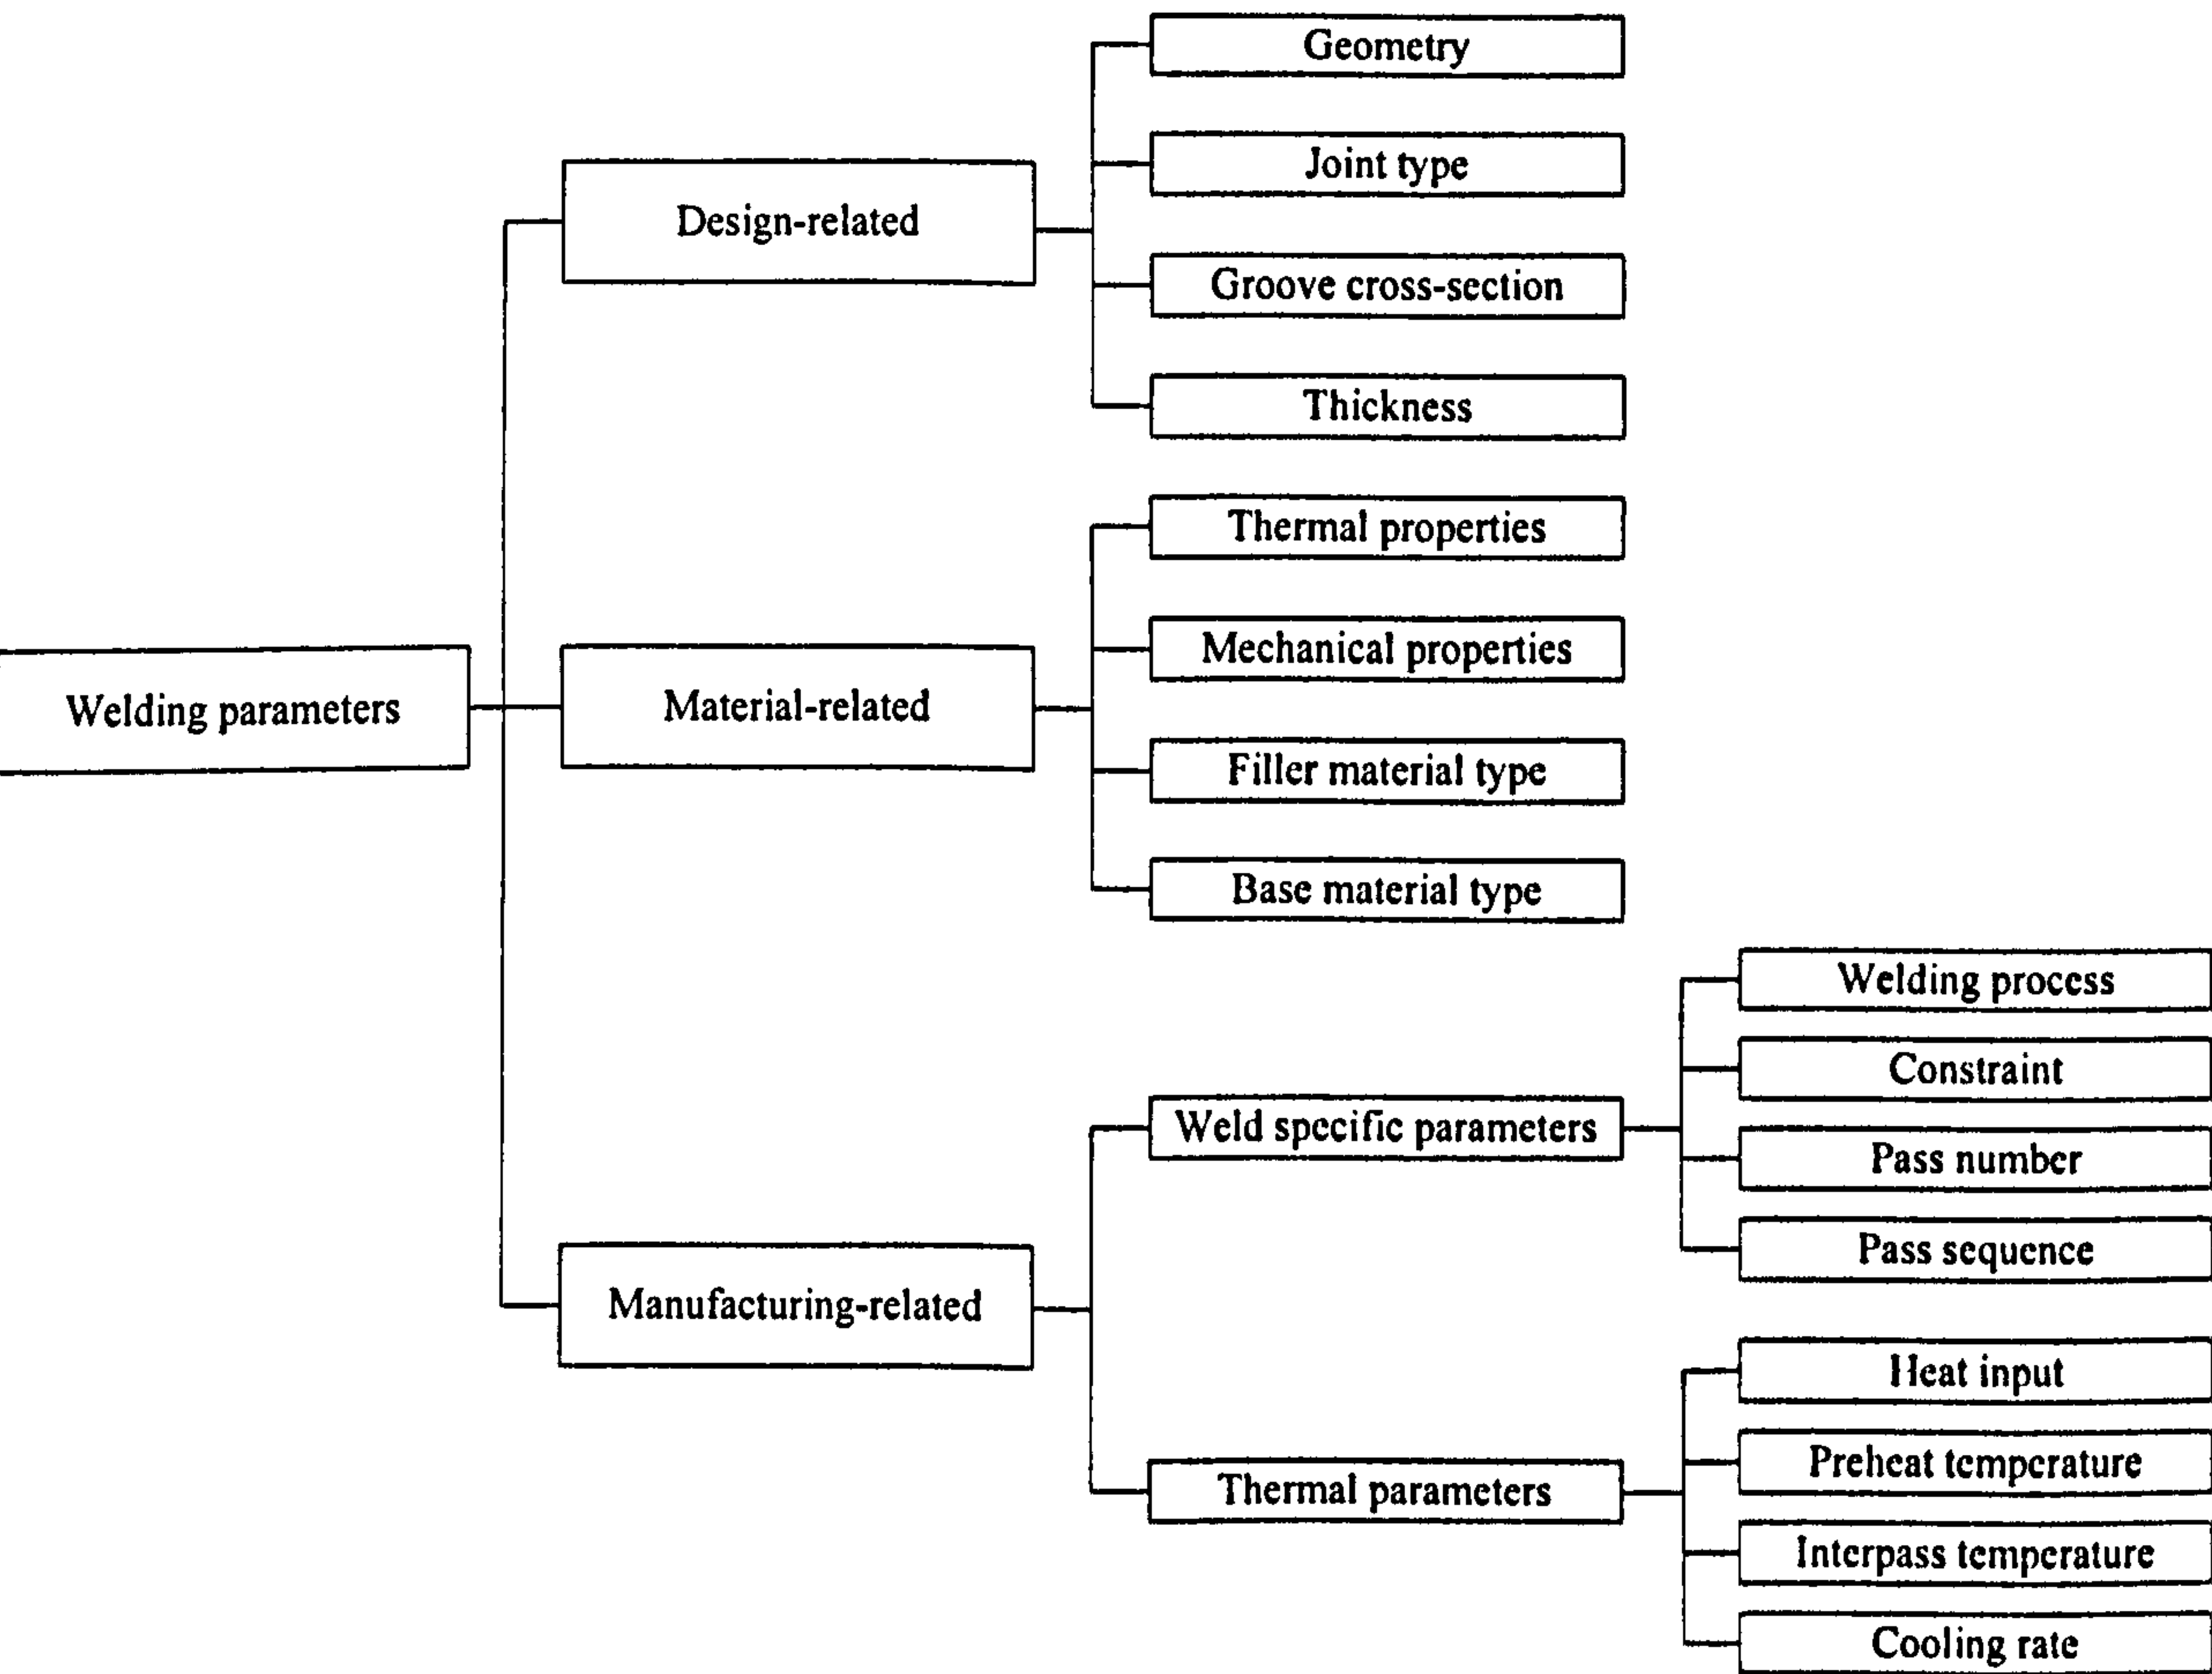 Geometry
Joint type
Design-related
Groove cross-section
Thickness
Thermal properties
Mechanical properties
Welding parameters
Material-related
Filler material type
Base material type
Welding process
Constraint
Weld specific parameters
Pass number
Pass sequence
Manufacturing-related
Heat input
Preheat temperature
Thermal parameters
Interpass temperature
Cooling rate